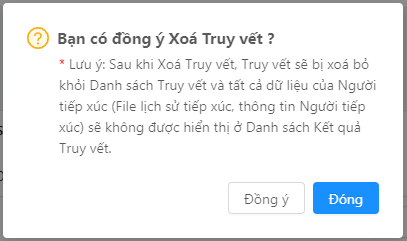 Bạn có đồng ý Xoá Truy vết ?
* Lưu ý: Sau khi Xoá Truy vết, Truy vết sẽ bị xoá bỏ
khỏi Danh sách Truy vết và tất cả dữ liệu của Người
tiếp xúc (File lịch sử tiếp xúc, thông tin Người tiếp
xúc) sẽ không được hiển thị ở Danh sách Kết quả
Truy vết.
Đồng ý
Đóng